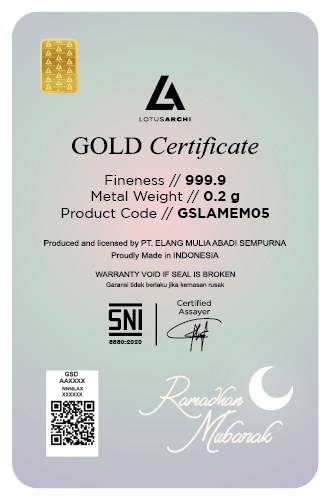 LOTUSARCHI
GOLD Certificate
Fineness // 999.9
Metal Weight // 0.2 g
Product Code // GSLAMEM05
Produced and licensed by PT. ELANG MULIA ABADI SEMPURNA
Proudly Made in INDONESIA
WARRANTY VOID IF SEAL IS BROKEN
Garansi tidak berlaku jika kemasan rusak
SNI
8880:2020
Certified
Assayer
GSD
AAXXXX
NNNLAX
XXXXXX
Ramadhan
Mubarak